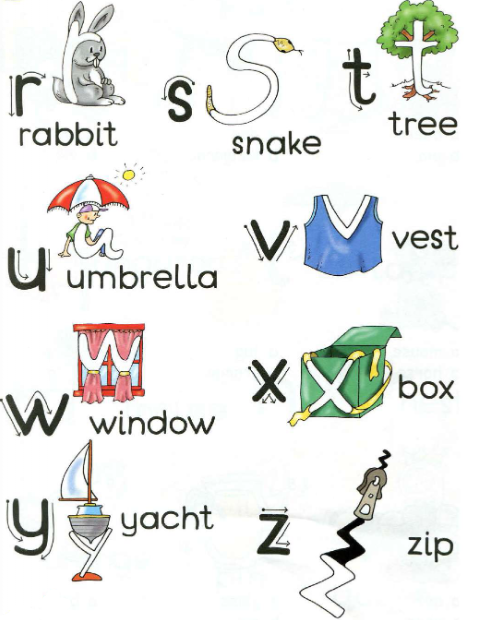 r rabbit
s snake
t tree
u umbrella
v vest
w window
x box
y yacht
z zip